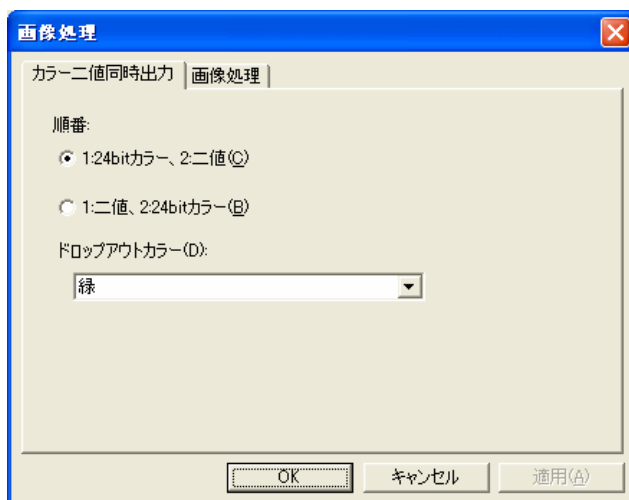 画像処理
カラー二値同時出力 画像処理
順番:
1:24bitカラー、2:二値(C)
1:二値、2:24bitカラー(B)
ドロップアウトカラー(D):
緑
OK キャンセル 適用(A)